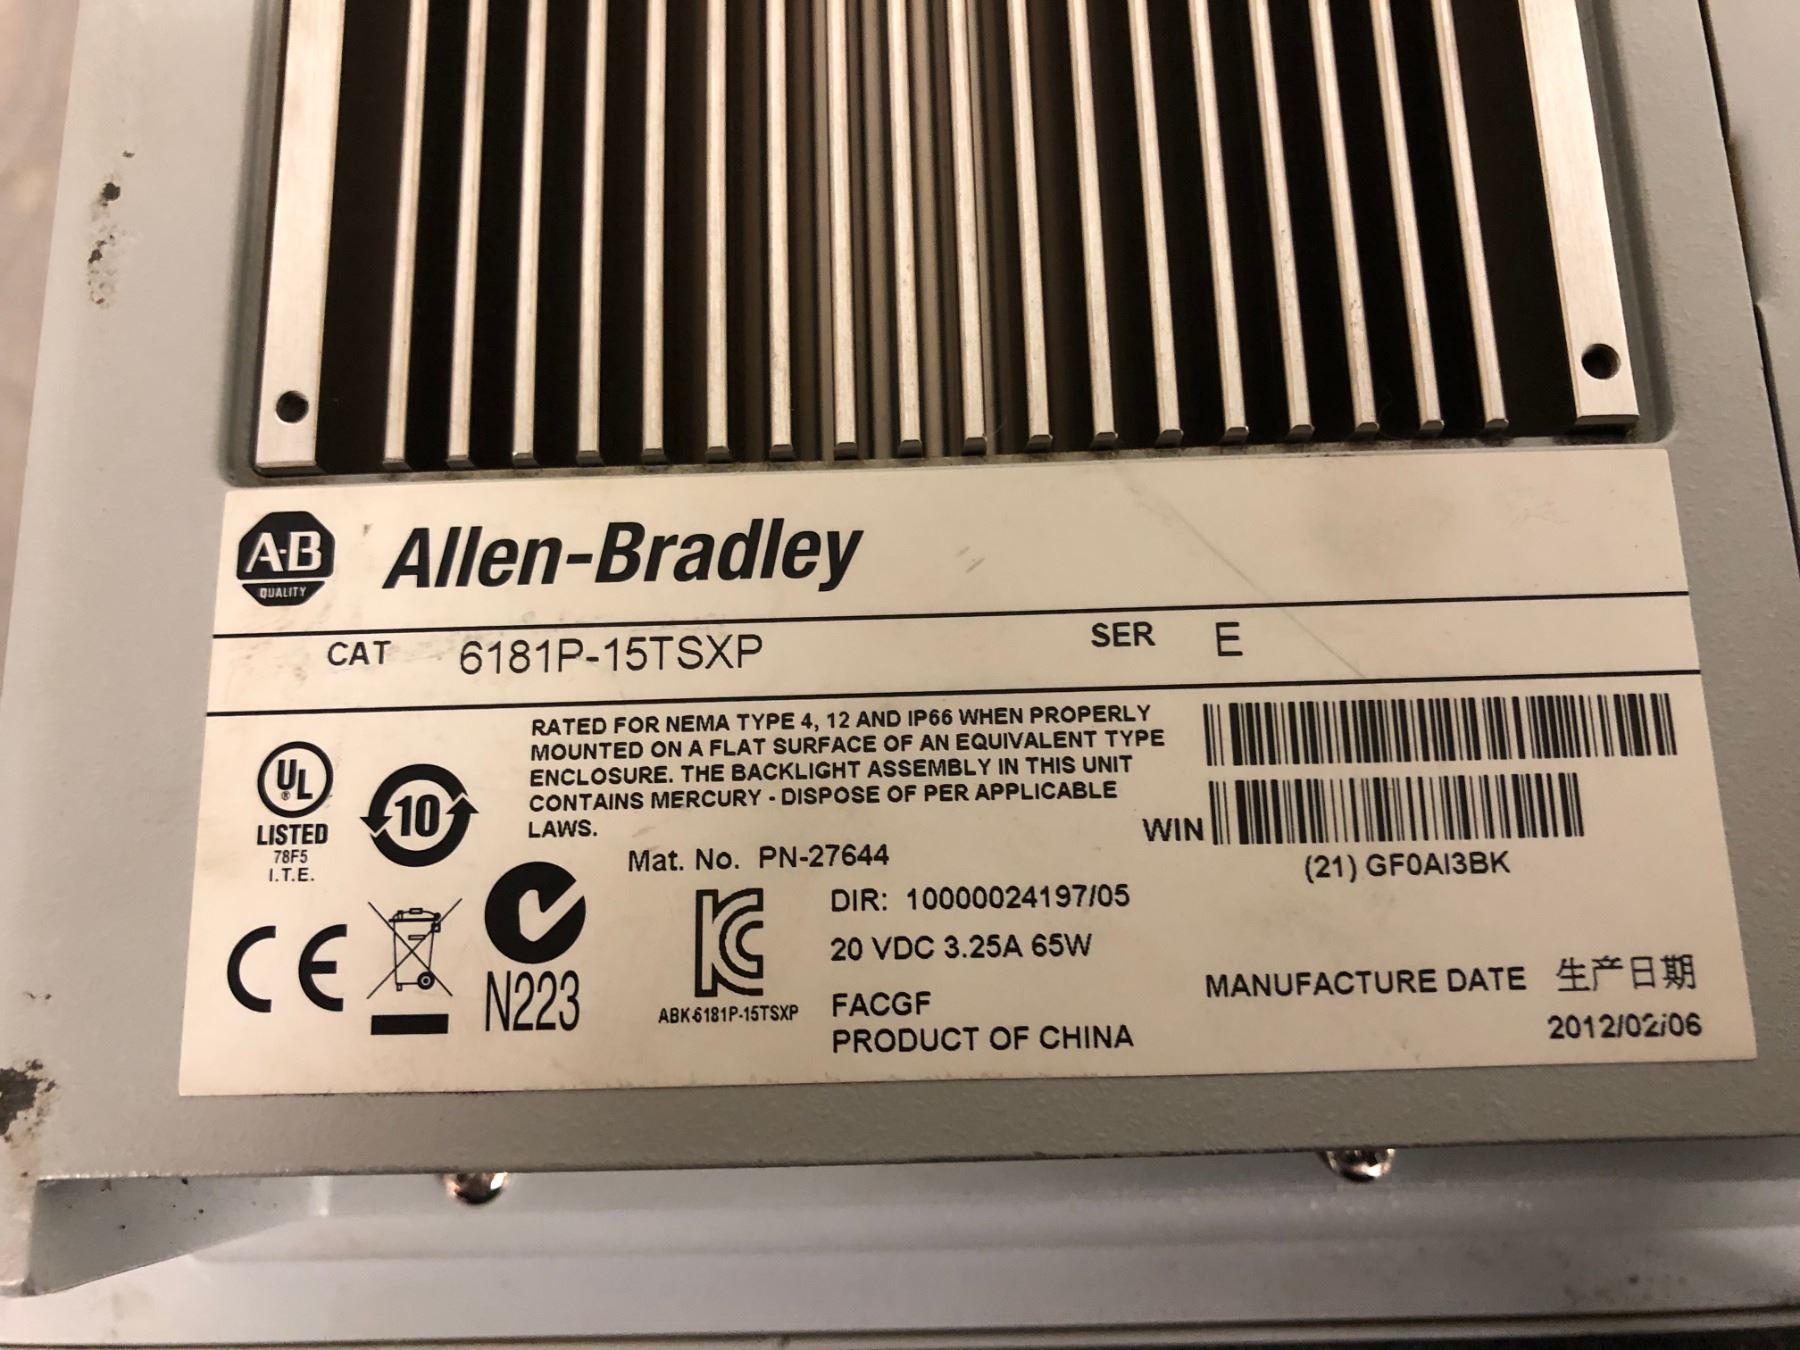 A-B
QUALITY
Allen-Bradley
CAT 6181P-15TSXP SER E
RATED FOR NEMA TYPE 4, 12 AND IP66 WHEN PROPERLY
MOUNTED ON A FLAT SURFACE OF AN EQUIVALENT TYPE
ENCLOSURE. THE BACKLIGHT ASSEMBLY IN THIS UNIT
CONTAINS MERCURY - DISPOSE OF PER APPLICABLE
LAWS.
UL
®
LISTED
78F5
I.T.E.
10
WIN
(21) GF0AI3BK
Mat. No. PN-27644
DIR: 10000024197/05
20 VDC 3.25A 65W
CE
N223
KC
ABK-6181P-15TSXP
FACGF
PRODUCT OF CHINA
MANUFACTURE DATE 生产日期
2012/02/06